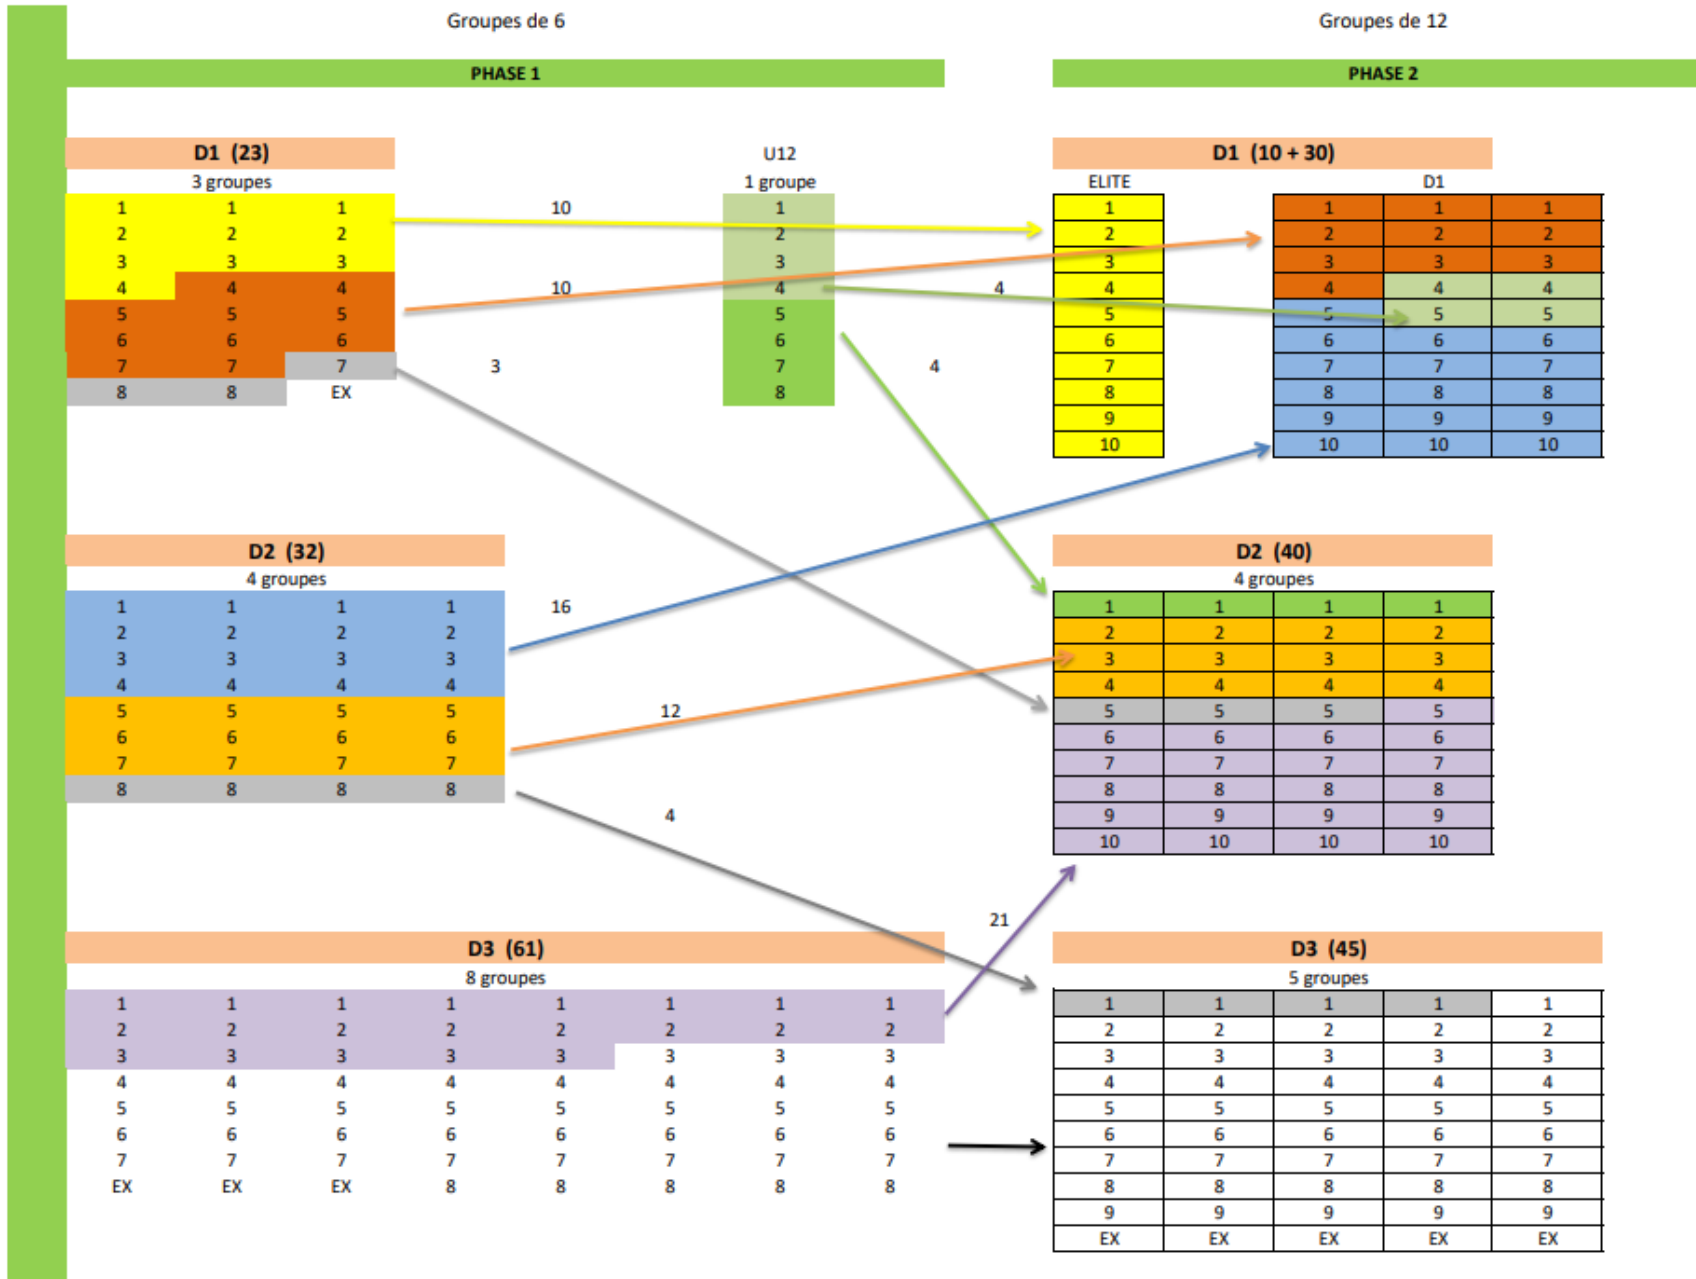 Groupes de 6 Groupes de 12
PHASE 1 PHASE 2
D1 (23) U12 D1 (10 + 30)
3 groupes 1 groupe ELITE D1
1 1 1 10 1 1 1 1 1
2 2 2 2 2 2 2 2
3 3 3 3 3 3 3 3
4 4 4 10 4 4 4 4 4 4
5 5 5 5 5 5 5 5
6 6 6 6 6 6 6 6
7 7 7 3 7 4 7 7 7 7
8 8 EX 8 8 8 8 8
9 9 9 9
10 10 10 10
D2 (32) D2 (40)
4 groupes 4 groupes
1 1 1 1 16 1 1 1 1
2 2 2 2 2 2 2 2
3 3 3 3 3 3 3 3
4 4 4 4 4 4 4 4
5 5 5 5 12 5 5 5 5
6 6 6 6 6 6 6 6
7 7 7 7 7 7 7 7
8 8 8 8 8 8 8 8
4 9 9 9 9
10 10 10 10
21
D3 (61) D3 (45)
8 groupes 5 groupes
1 1 1 1 1 1 1 1 1 1 1 1 1
2 2 2 2 2 2 2 2 2 2 2 2 2
3 3 3 3 3 3 3 3 3 3 3 3 3
4 4 4 4 4 4 4 4 4 4 4 4 4
5 5 5 5 5 5 5 5 5 5 5 5 5
6 6 6 6 6 6 6 6 6 6 6 6 6
7 7 7 7 7 7 7 7 7 7 7 7 7
EX EX EX 8 8 8 8 8 8 8 8 8 8
9 9 9 9 9
EX EX EX EX EX